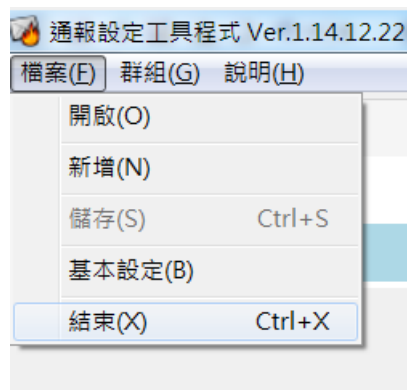 通報設定工具程式 Ver.1.14.12.22
檔案(F) 群組(G) 說明(H)
開啟(O)
新增(N)
儲存(S) Ctrl+S
基本設定(B)
結束(X) Ctrl+X